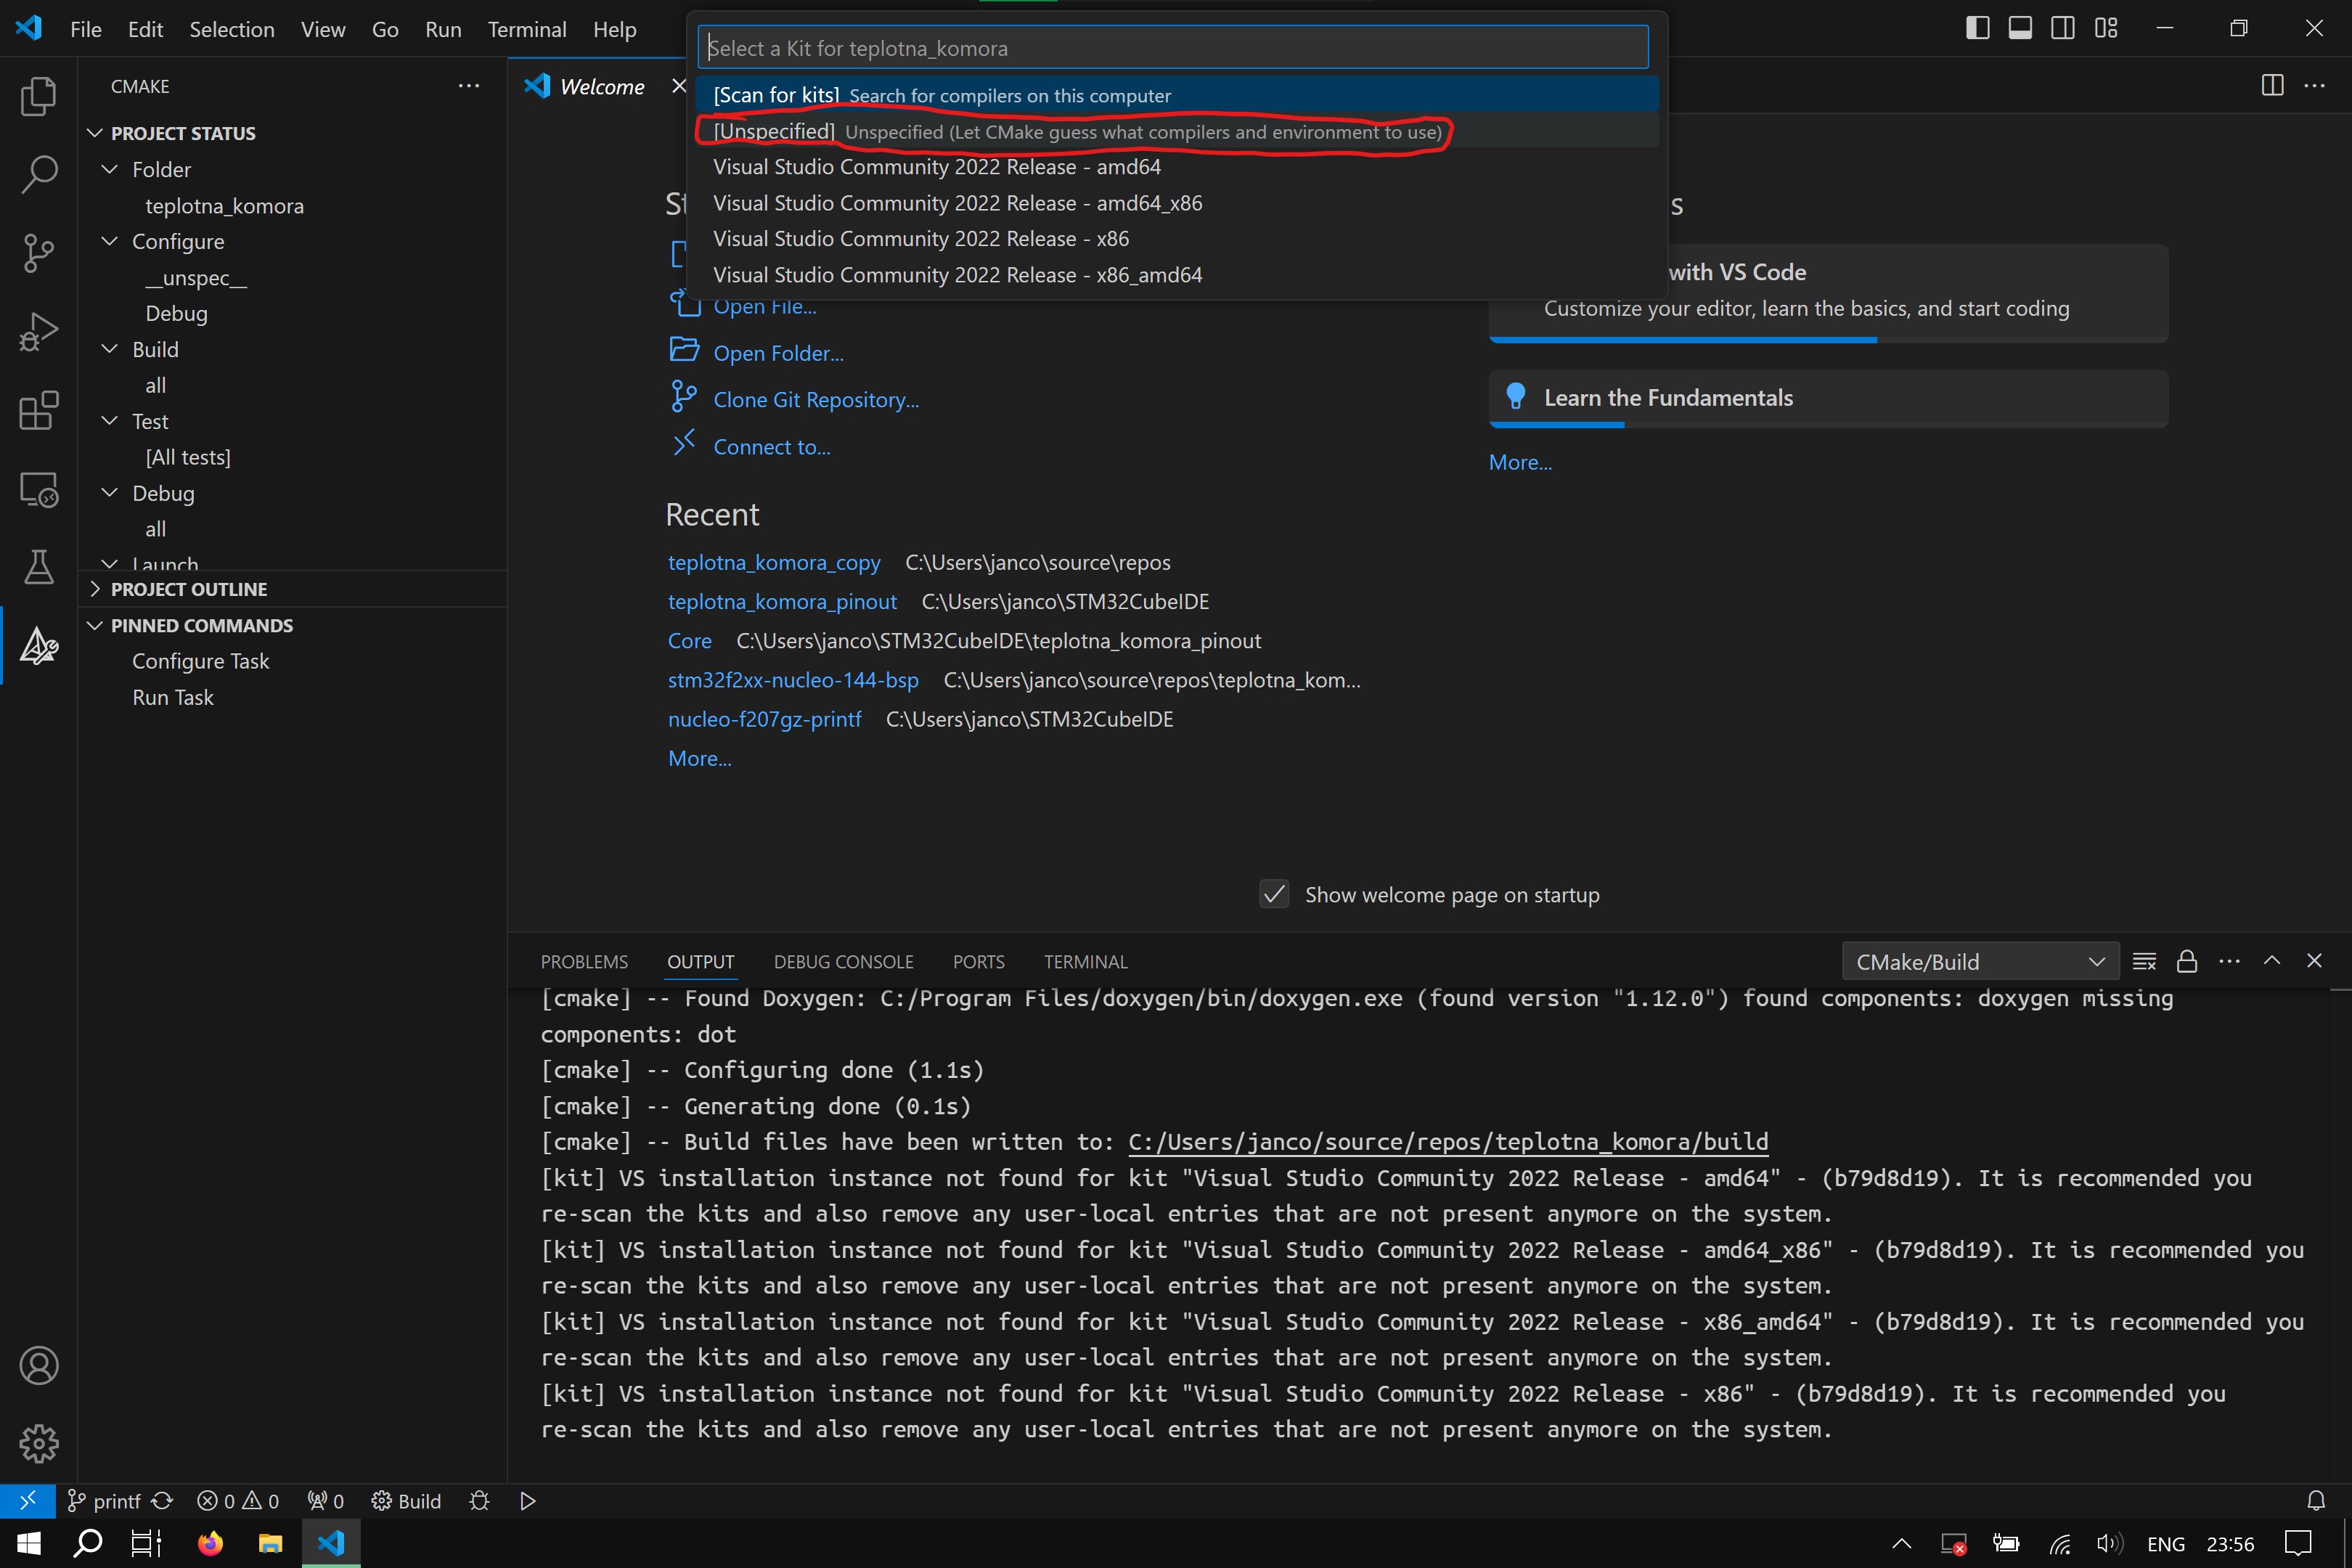 File Edit Selection View Go Run Terminal Help
Select a Kit for teplotna_komora
[Scan for kits] Search for compilers on this computer
[Unspecified] Unspecified (Let CMake guess what compilers and environment to use)
Visual Studio Community 2022 Release - amd64
Visual Studio Community 2022 Release - amd64_x86
Visual Studio Community 2022 Release - x86
Visual Studio Community 2022 Release - x86_amd64
CMAKE
PROJECT STATUS
Folder
teplotna_komora
Configure
__unspec__
Debug
Build
all
Test
[All tests]
Debug
all
Launch
PROJECT OUTLINE
PINNED COMMANDS
Configure Task
Run Task
Welcome
St
Open File...
Open Folder...
Clone Git Repository...
Connect to...
Recent
teplotna_komora_copy C:\Users\janco\source\repos
teplotna_komora_pinout C:\Users\janco\STM32CubeIDE
Core C:\Users\janco\STM32CubeIDE\teplotna_komora_pinout
stm32f2xx-nucleo-144-bsp C:\Users\janco\source\repos\teplotna_kom...
nucleo-f207gz-printf C:\Users\janco\STM32CubeIDE
More...
s
with VS Code
Customize your editor, learn the basics, and start coding
Learn the Fundamentals
More...
Show welcome page on startup
PROBLEMS OUTPUT DEBUG CONSOLE PORTS TERMINAL
CMake/Build
[cmake] -- Found Doxygen: C:/Program Files/doxygen/bin/doxygen.exe (found version "1.12.0") found components: doxygen missing
components: dot
[cmake] -- Configuring done (1.1s)
[cmake] -- Generating done (0.1s)
[cmake] -- Build files have been written to: C:/Users/janco/source/repos/teplotna_komora/build
[kit] VS installation instance not found for kit "Visual Studio Community 2022 Release - amd64" - (b79d8d19). It is recommended you
re-scan the kits and also remove any user-local entries that are not present anymore on the system.
[kit] VS installation instance not found for kit "Visual Studio Community 2022 Release - amd64_x86" - (b79d8d19). It is recommended you
re-scan the kits and also remove any user-local entries that are not present anymore on the system.
[kit] VS installation instance not found for kit "Visual Studio Community 2022 Release - x86_amd64" - (b79d8d19). It is recommended you
re-scan the kits and also remove any user-local entries that are not present anymore on the system.
[kit] VS installation instance not found for kit "Visual Studio Community 2022 Release - x86" - (b79d8d19). It is recommended you
re-scan the kits and also remove any user-local entries that are not present anymore on the system.
printf 0 0 0 Build
ENG 23:56